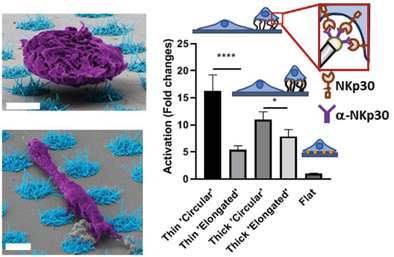 25
20
15
10
5
0
Activation (Fold changes)
****
*
NKp30
α-NKp30
Thin 'Circular'
Thin 'Elongated'
Thick 'Circular'
Thick 'Elongated'
Flat